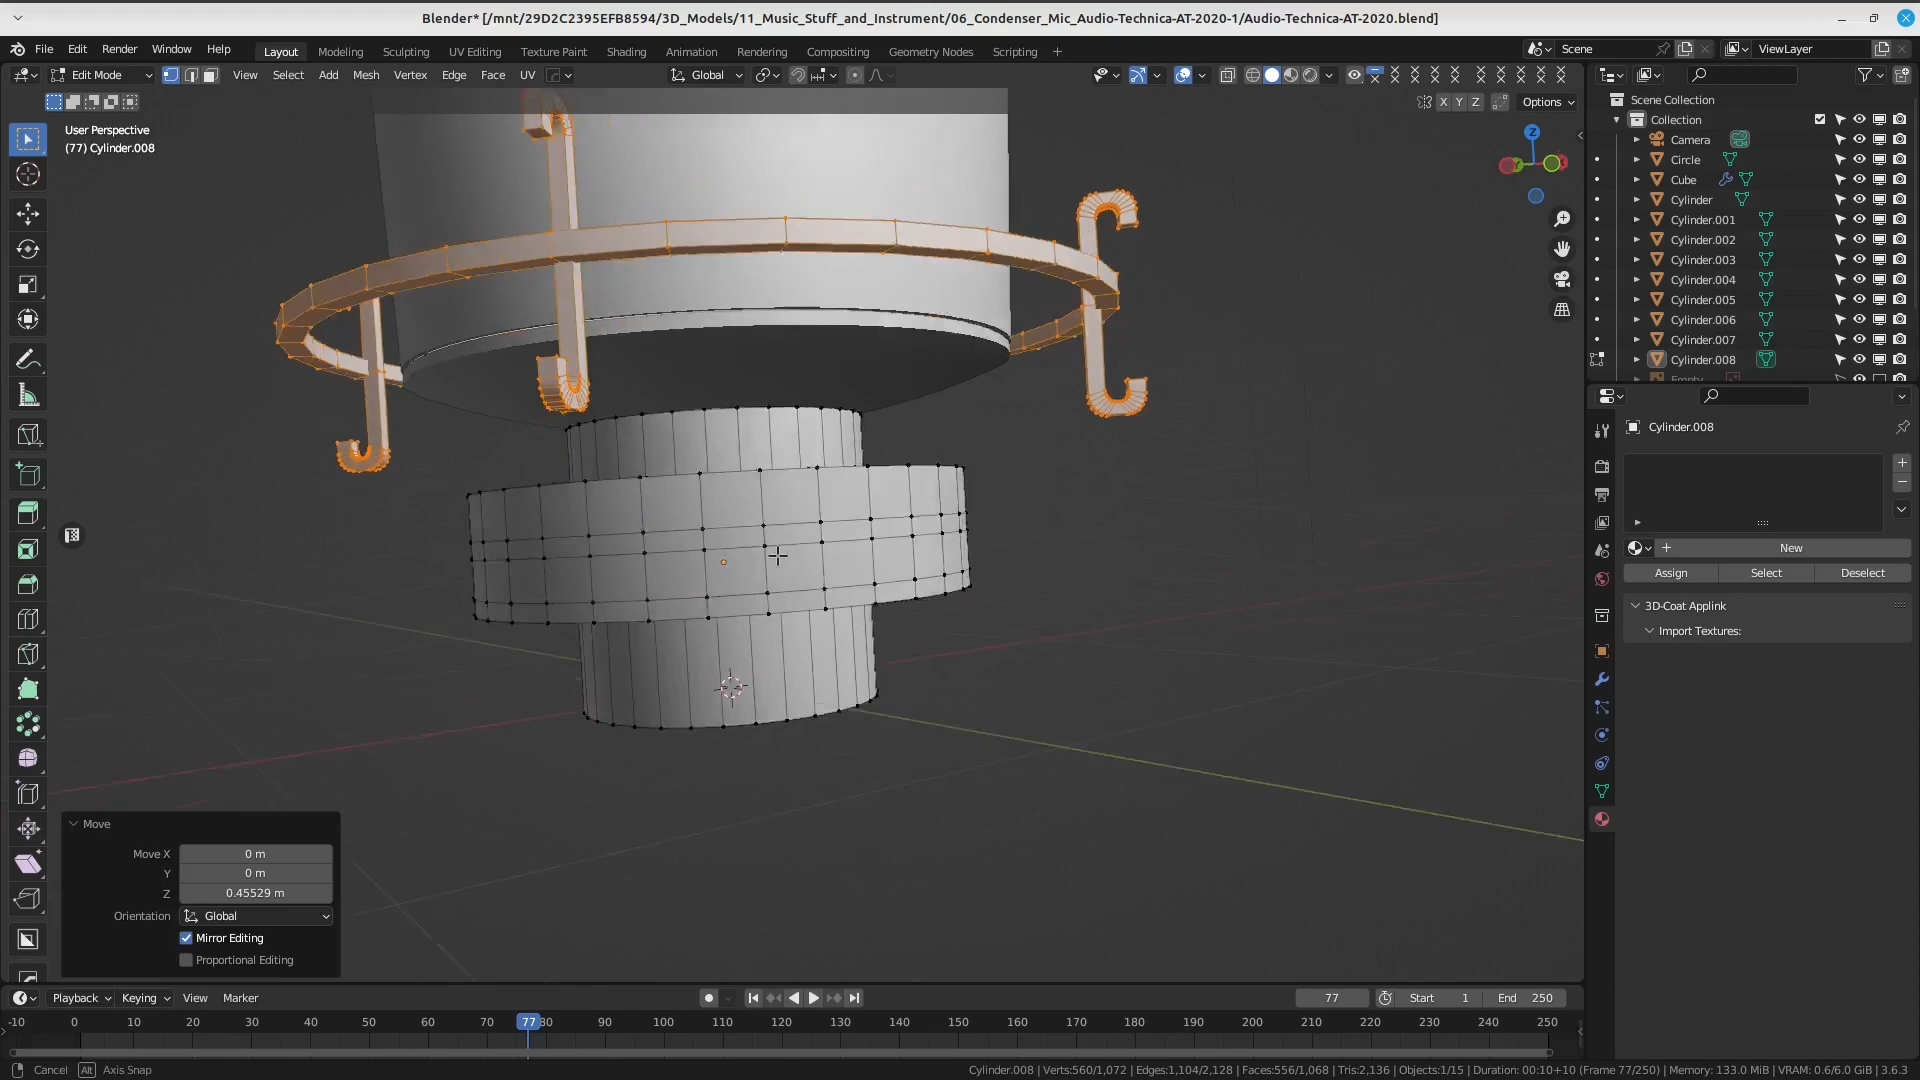 Blender* [/mnt/29D2C2395EFB8594/3D_Models/11_Music_Stuff_and_Instrument/06_Condenser_Mic_Audio-Technica-AT-2020-1/Audio-Technica-AT-2020.blend]
File Edit Render Window Help Layout Modeling Sculpting UV Editing Texture Paint Shading Animation Rendering Compositing Geometry Nodes Scripting + Scene ViewLayer
Edit Mode View Select Add Mesh Vertex Edge Face UV Global
X Y Z Options
User Perspective
(77) Cylinder.008
Z
Scene Collection
Collection
Camera
Circle
Cube
Cylinder
Cylinder.001
Cylinder.002
Cylinder.003
Cylinder.004
Cylinder.005
Cylinder.006
Cylinder.007
Cylinder.008
Cylinder.008
New
Assign Select Deselect
3D-Coat Applink
Import Textures:
Move
Move X 0 m
Y 0 m
Z 0.45529 m
Orientation Global
Mirror Editing
Proportional Editing
Playback Keying View Marker 77 Start 1 End 250
-10 0 10 20 30 40 50 60 70 77 80 90 100 110 120 130 140 150 160 170 180 190 200 210 220 230 240 250
Cancel Alt Axis Snap Cylinder.008 | Verts:560/1,072 | Edges:1,104/2,128 | Faces:556/1,068 | Tris:2,136 | Objects:1/15 | Duration: 00:10+10 (Frame 77/250) | Memory: 133.0 MiB | VRAM: 0.6/6.0 GiB | 3.6.3